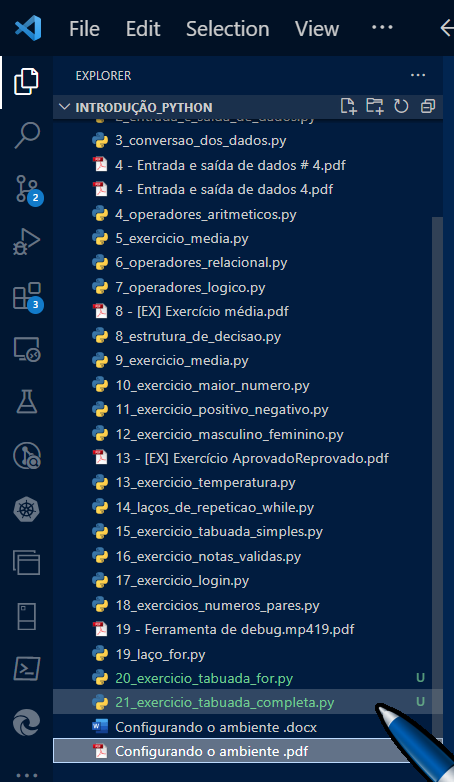 File Edit Selection View ...
EXPLORER ...
INTRODUÇÃO_PYTHON
2_entrada_e_saida_de_dados.py
3_conversao_dos_dados.py
4 - Entrada e saída de dados # 4.pdf
4 - Entrada e saída de dados 4.pdf
4_operadores_aritmeticos.py
2
5_exercicio_media.py
6_operadores_relacional.py
7_operadores_logico.py
3
8 - [EX] Exercício média.pdf
8_estrutura_de_decisao.py
9_exercicio_media.py
10_exercicio_maior_numero.py
11_exercicio_positivo_negativo.py
12_exercicio_masculino_feminino.py
13 - [EX] Exercício AprovadoReprovado.pdf
13_exercicio_temperatura.py
14_laços_de_repeticao_while.py
15_exercicio_tabuada_simples.py
16_exercicio_notas_validas.py
17_exercicio_login.py
18_exercicios_numeros_pares.py
19 - Ferramenta de debug.mp419.pdf
19_laço_for.py
20_exercicio_tabuada_for.py U
21_exercicio_tabuada_completa.py U
Configurando o ambiente .docx
Configurando o ambiente .pdf